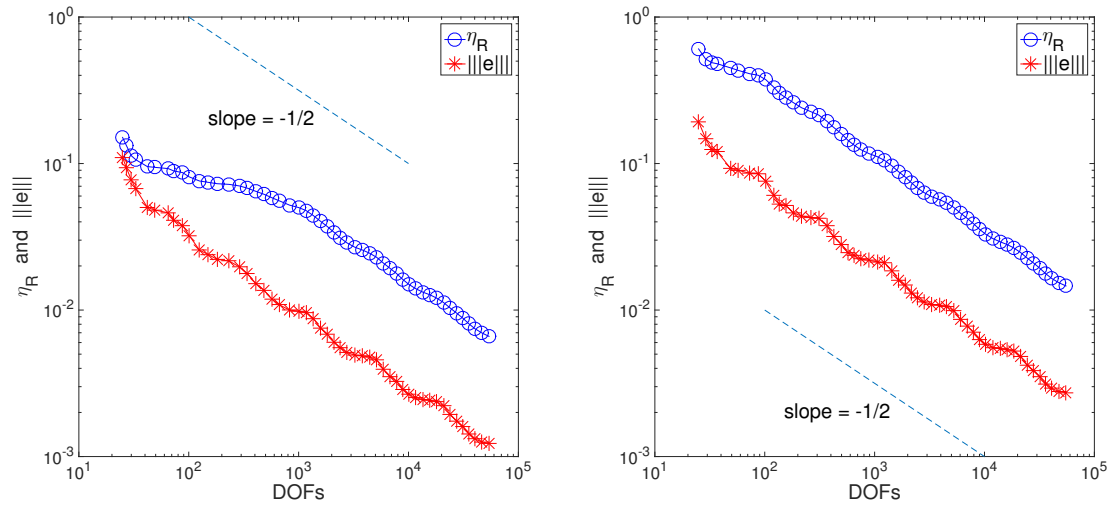 10^0
10^-1
10^-2
10^-3
η_R and |||e|||
10^1
10^2
10^3
10^4
10^5
DOFs
η_R
|||e|||
slope = -1/2
10^0
10^-1
10^-2
10^-3
η_R and |||e|||
10^1
10^2
10^3
10^4
10^5
DOFs
η_R
|||e|||
slope = -1/2